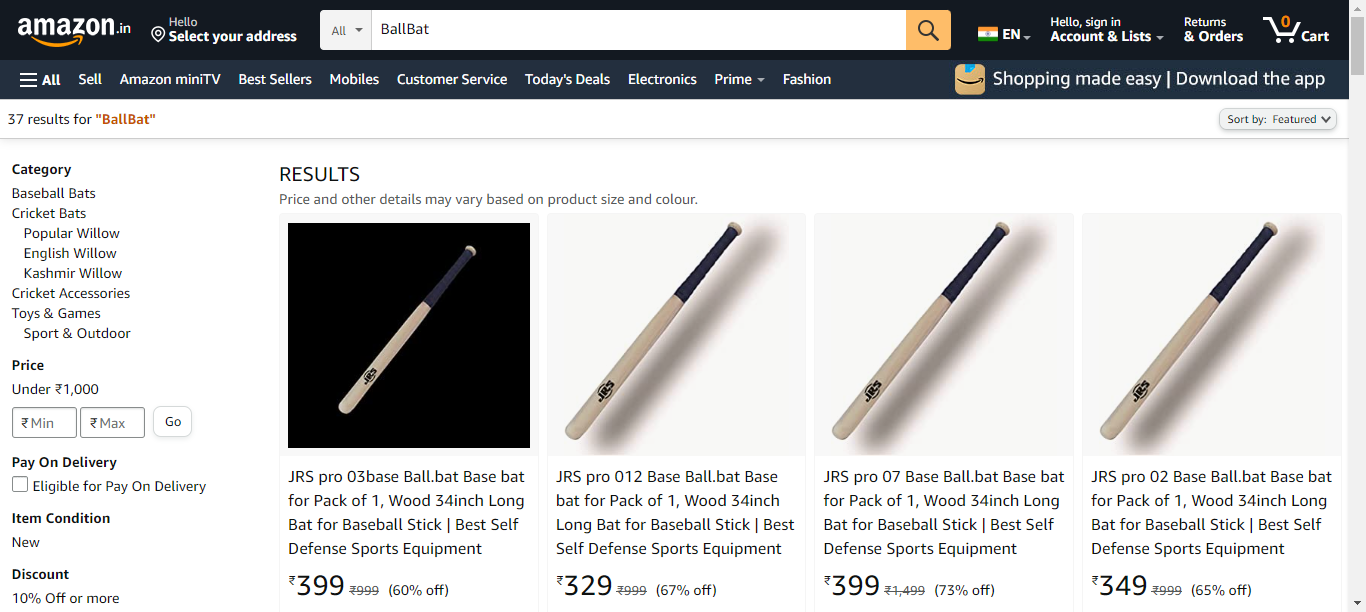 amazon.in
Hello
Select your address
All
BallBat
EN
Hello, sign in
Account & Lists
Returns
& Orders
0
Cart
All
Sell
Amazon miniTV
Best Sellers
Mobiles
Customer Service
Today's Deals
Electronics
Prime
Fashion
Shopping made easy | Download the app
37 results for "BallBat"
Sort by: Featured
Category
Baseball Bats
Cricket Bats
Popular Willow
English Willow
Kashmir Willow
Cricket Accessories
Toys & Games
Sport & Outdoor
Price
Under ₹1,000
₹ Min
₹ Max
Go
Pay On Delivery
Eligible for Pay On Delivery
Item Condition
New
Discount
10% Off or more
RESULTS
Price and other details may vary based on product size and colour.
JRS
JRS pro 03base Ball.bat Base bat
for Pack of 1, Wood 34inch Long
Bat for Baseball Stick | Best Self
Defense Sports Equipment
₹399 ₹999 (60% off)
JRS
JRS pro 012 Base Ball.bat Base
bat for Pack of 1, Wood 34inch
Long Bat for Baseball Stick | Best
Self Defense Sports Equipment
₹329 ₹999 (67% off)
JRS
JRS pro 07 Base Ball.bat Base bat
for Pack of 1, Wood 34inch Long
Bat for Baseball Stick | Best Self
Defense Sports Equipment
₹399 ₹1,499 (73% off)
JRS
JRS pro 02 Base Ball.bat Base bat
for Pack of 1, Wood 34inch Long
Bat for Baseball Stick | Best Self
Defense Sports Equipment
₹349 ₹999 (65% off)